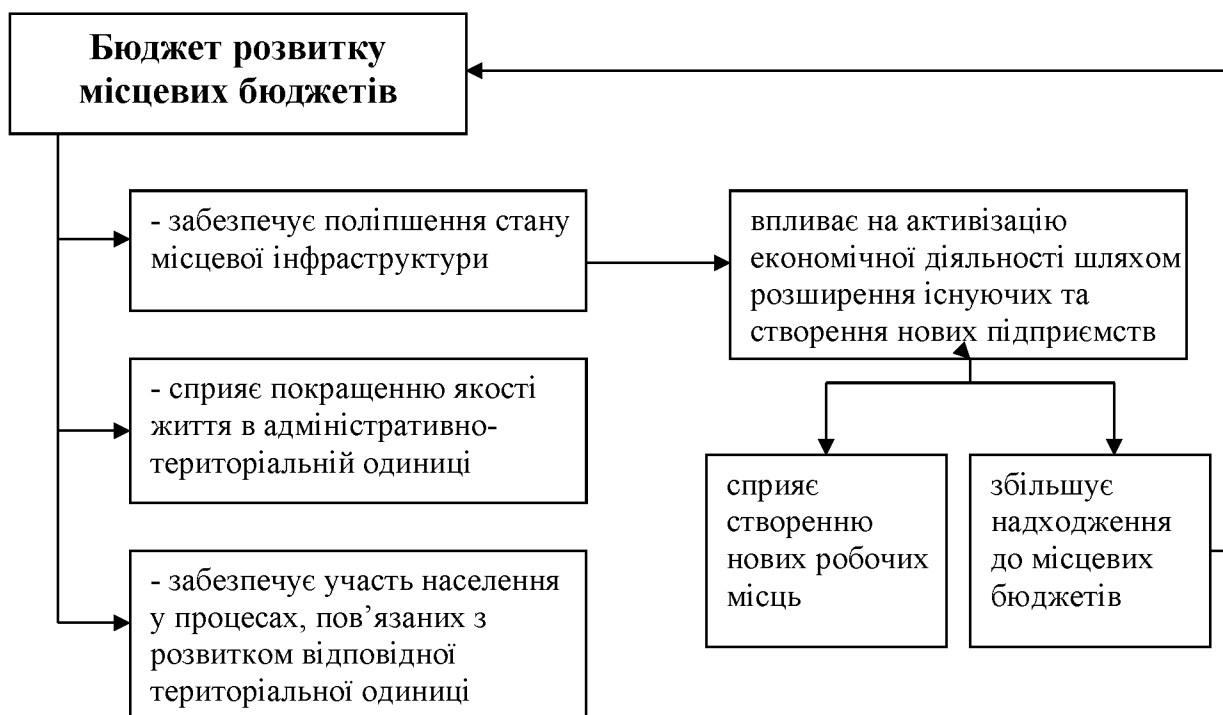 Бюджет розвитку
місцевих бюджетів
- забезпечує поліпшення стану
місцевої інфраструктури
впливає на активізацію
економічної діяльності шляхом
розширення існуючих та
створення нових підприємств
- сприяє покращенню якості
життя в адміністративно-
територіальній одиниці
сприяє
створенню
нових робочих
місць
збільшує
надходження
до місцевих
бюджетів
- забезпечує участь населення
у процесах, пов’язаних з
розвитком відповідної
територіальної одиниці